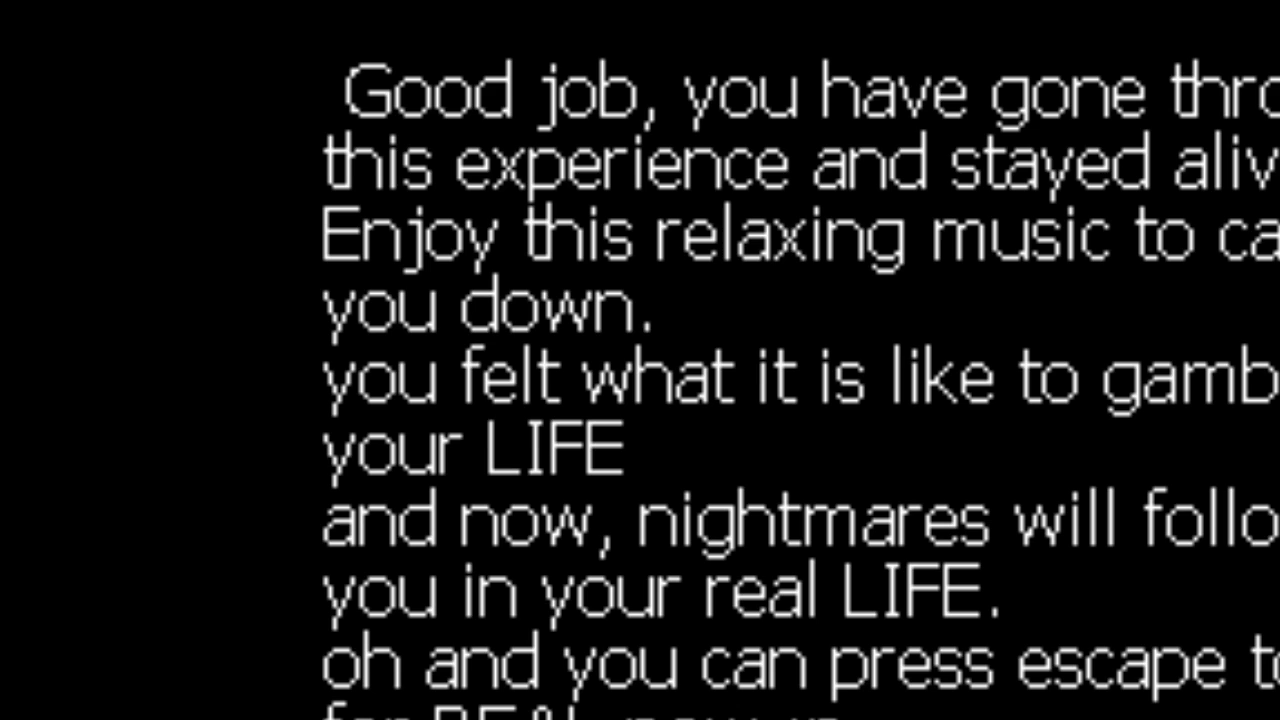 Good job, you have gone thro
this experience and stayed aliv
Enjoy this relaxing music to ca
you down.
you felt what it is like to gamb
your LIFE
and now, nightmares will follo
you in your real LIFE.
oh and you can press escape to